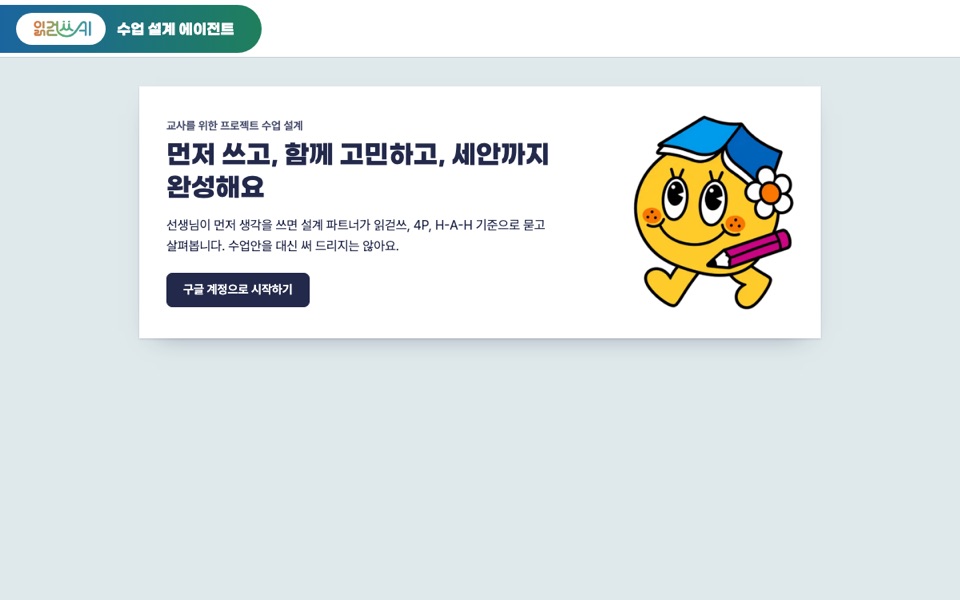 읽걷쓰AI 수업 설계 에이전트
교사를 위한 프로젝트 수업 설계
먼저 쓰고, 함께 고민하고, 세안까지
완성해요
선생님이 먼저 생각을 쓰면 설계 파트너가 읽걷쓰, 4P, H-A-H 기준으로 묻고
살펴봅니다. 수업안을 대신 써 드리지는 않아요.
구글 계정으로 시작하기